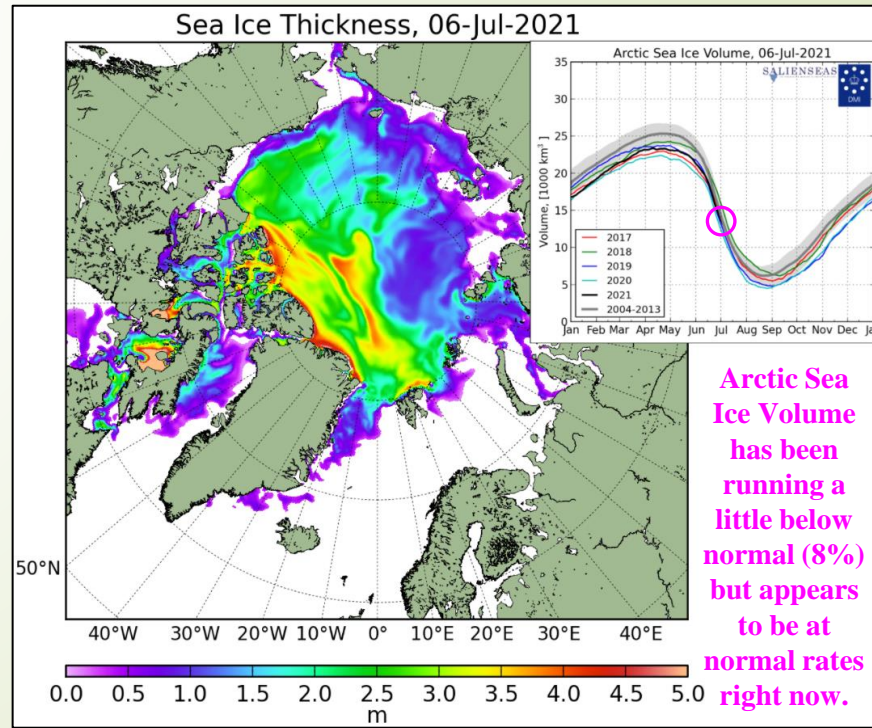 Sea Ice Thickness, 06-Jul-2021
Arctic Sea Ice Volume, 06-Jul-2021
SALIENSEAS
DMI
Volume, [1000 km³ ]
35
30
25
20
15
10
5
0
2017
2018
2019
2020
2021
2004-2013
Jan Feb Mar Apr May Jun Jul Aug Sep Oct Nov Dec Ja
Arctic Sea
Ice Volume
has been
running a
little below
normal (8%)
but appears
to be at
normal rates
right now.
50°N
40°W 30°W 20°W 10°W 0° 10°E 20°E 30°E 40°E
0.0 0.5 1.0 1.5 2.0 2.5 3.0 3.5 4.0 4.5 5.0
m